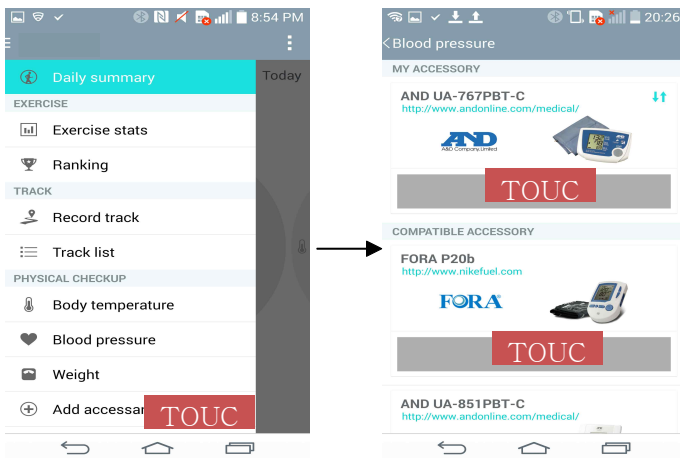 8:54 PM
Daily summary
Today
EXERCISE
Exercise stats
Ranking
TRACK
Record track
Track list
PHYSICAL CHECKUP
Body temperature
Blood pressure
Weight
Add accessar
TOUC
20:26
Blood pressure
MY ACCESSORY
AND UA-767PBT-C
http://www.andonline.com/medical/
AND
A&D Company, Limited
TOUC
COMPATIBLE ACCESSORY
FORA P20b
http://www.nikefuel.com
FORA
TOUC
AND UA-851PBT-C
http://www.andonline.com/medical/